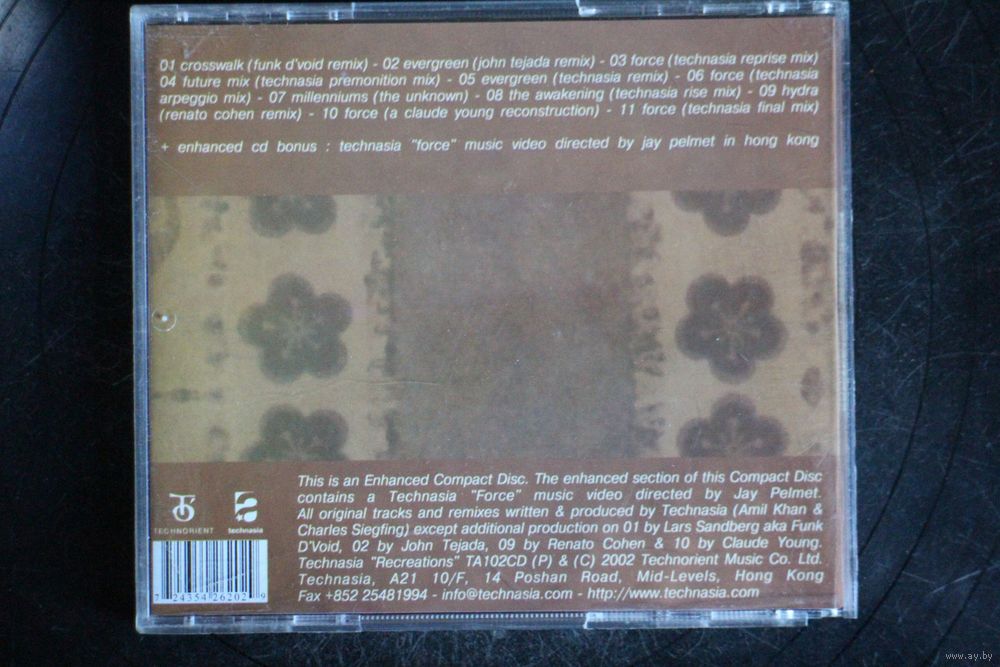 01 crosswalk (funk d'void remix) - 02 evergreen (john tejada remix) - 03 force (technasia reprise mix)
04 future mix (technasia premonition mix) - 05 evergreen (technasia remix) - 06 force (technasia
arpeggio mix) - 07 millenniums (the unknown) - 08 the awakening (technasia rise mix) - 09 hydra
(renato cohen remix) - 10 force (a claude young reconstruction) - 11 force (technasia final mix)
+ enhanced cd bonus : technasia "force" music video directed by jay pelmet in hong kong
This is an Enhanced Compact Disc. The enhanced section of this Compact Disc
contains a Technasia "Force" music video directed by Jay Pelmet.
All original tracks and remixes written & produced by Technasia (Amil Khan &
Charles Siegfing) except additional production on 01 by Lars Sandberg aka Funk
D'Void, 02 by John Tejada, 09 by Renato Cohen & 10 by Claude Young.
Technasia "Recreations" TA102CD (P) & (C) 2002 Technorient Music Co. Ltd.
Technasia, A21 10/F, 14 Poshan Road, Mid-Levels, Hong Kong
Fax +852 25481994 - info@technasia.com - http://www.technasia.com
TECHNORIENT
technasia
7 24354 26202 9
www.ay.by